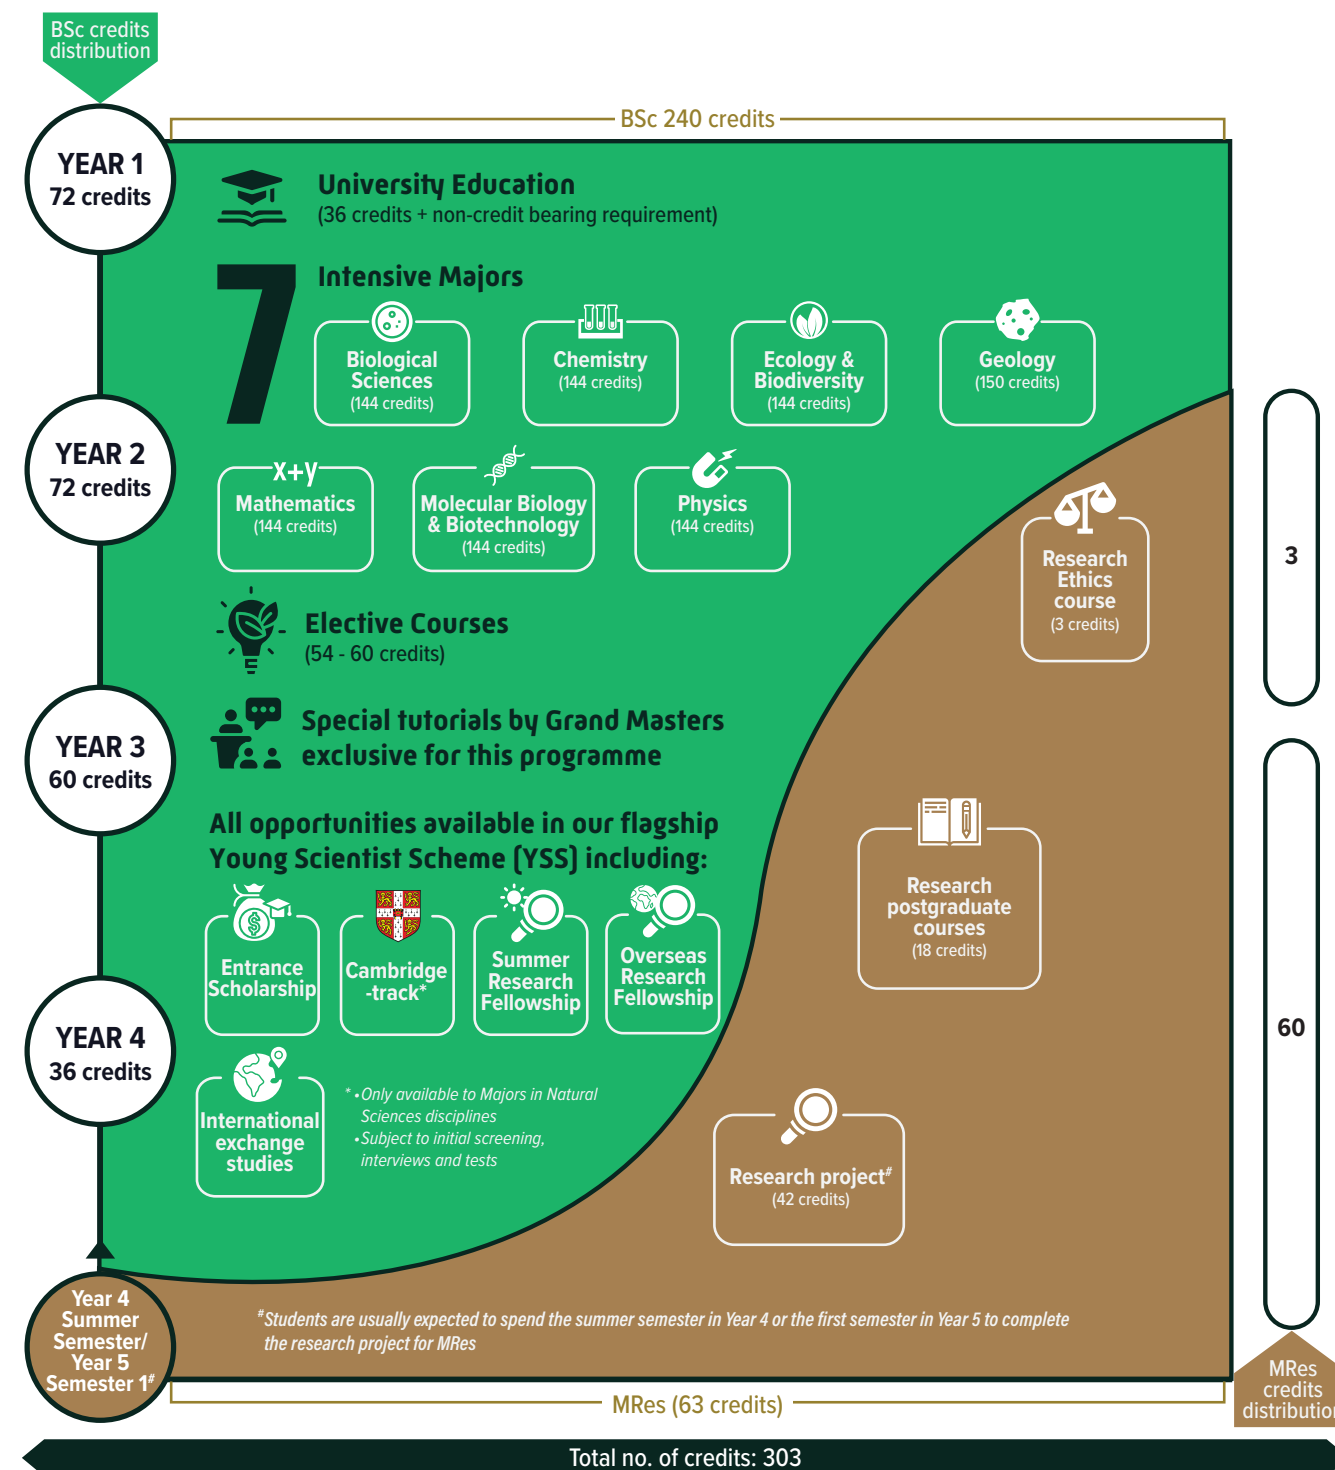 BSc credits
distribution
BSc 240 credits
YEAR 1
72 credits
University Education
(36 credits + non-credit bearing requirement)
7
Intensive Majors
Biological
Sciences
(144 credits)
Chemistry
(144 credits)
Ecology &
Biodiversity
(144 credits)
Geology
(150 credits)
YEAR 2
72 credits
x+y
Mathematics
(144 credits)
Molecular Biology
& Biotechnology
(144 credits)
Physics
(144 credits)
Research
Ethics
course
(3 credits)
3
Elective Courses
(54 - 60 credits)
YEAR 3
60 credits
Special tutorials by Grand Masters
exclusive for this programme
All opportunities available in our flagship
Young Scientist Scheme (YSS) including:
$
Entrance
Scholarship
Cambridge
-track*
Summer
Research
Fellowship
Overseas
Research
Fellowship
Research
postgraduate
courses
(18 credits)
60
YEAR 4
36 credits
International
exchange
studies
* • Only available to Majors in Natural
Sciences disciplines
• Subject to initial screening,
interviews and tests
Research project#
(42 credits)
Year 4
Summer
Semester/
Year 5
Semester 1#
#Students are usually expected to spend the summer semester in Year 4 or the first semester in Year 5 to complete
the research project for MRes
MRes (63 credits)
MRes
credits
distribution
Total no. of credits: 303